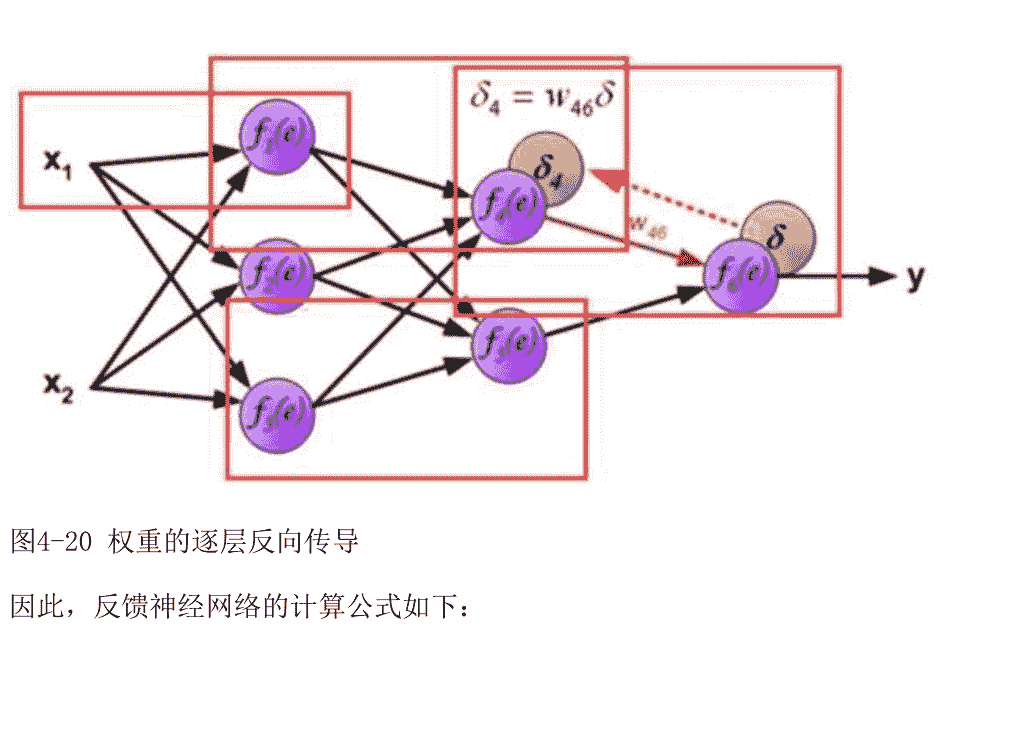 δ₄ = w₄₆δ
x₁
f₁(e)
δ₄
f₄(e)
w₄₆
δ
f₂(e)
f₆(e)
y
f₅(e)
x₂
f₃(e)
图4-20 权重的逐层反向传导
因此，反馈神经网络的计算公式如下：